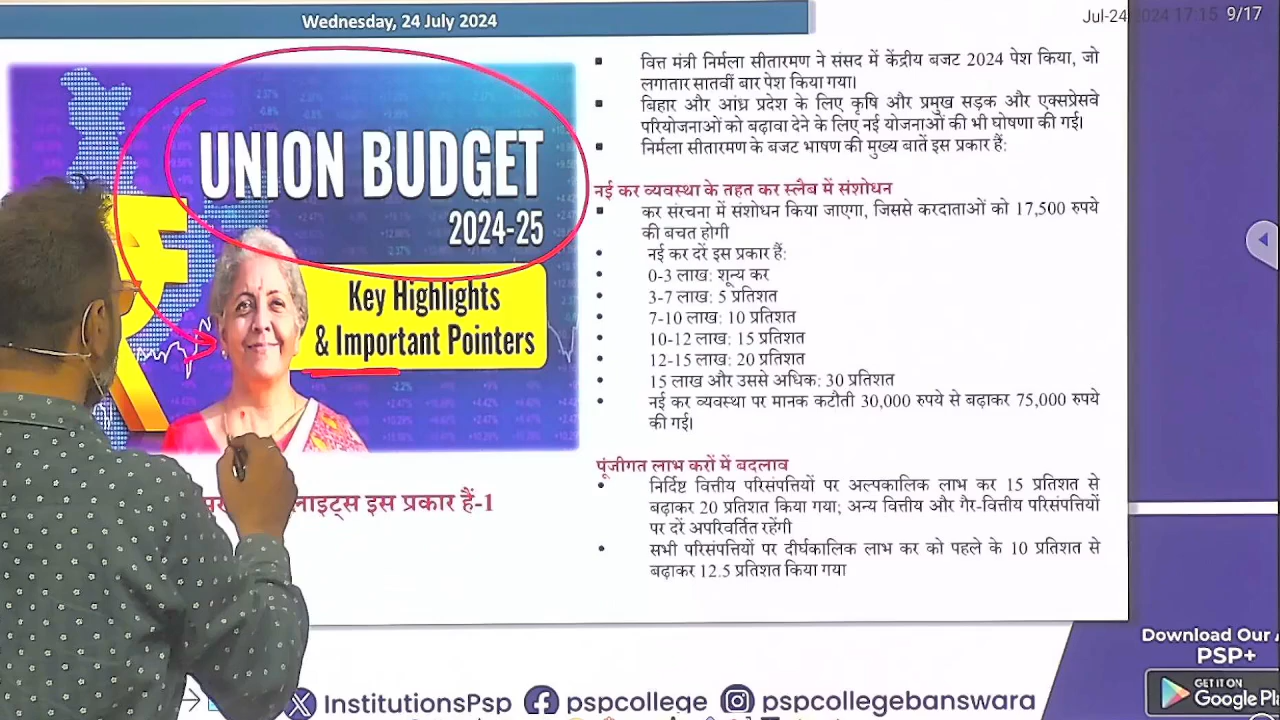 Wednesday, 24 July 2024
Jul-24-2024 17:15 9/17
UNION BUDGET
2024-25
Key Highlights
& Important Pointers
इस प्रकार हैं-1
वित्त मंत्री निर्मला सीतारमण ने संसद में केंद्रीय बजट 2024 पेश किया, जो
लगातार सातवीं बार पेश किया गया।
बिहार और आंध्र प्रदेश के लिए कृषि और प्रमुख सड़क और एक्सप्रेसवे
परियोजनाओं को बढ़ावा देने के लिए नई योजनाओं की भी घोषणा की गई।
निर्मला सीतारमण के बजट भाषण की मुख्य बातें इस प्रकार हैं:
नई कर व्यवस्था के तहत कर स्लैब में संशोधन
कर संरचना में संशोधन किया जाएगा, जिससे करदाताओं को 17,500 रुपये
की बचत होगी
नई कर दरें इस प्रकार हैं:
0-3 लाख: शून्य कर
3-7 लाख: 5 प्रतिशत
7-10 लाख: 10 प्रतिशत
10-12 लाख: 15 प्रतिशत
12-15 लाख: 20 प्रतिशत
15 लाख और उससे अधिक: 30 प्रतिशत
नई कर व्यवस्था पर मानक कटौती 30,000 रुपये से बढ़ाकर 75,000 रुपये
की गई।
पूंजीगत लाभ करों में बदलाव
निर्दिष्ट वित्तीय परिसंपत्तियों पर अल्पकालिक लाभ कर 15 प्रतिशत से
बढ़ाकर 20 प्रतिशत किया गया; अन्य वित्तीय और गैर-वित्तीय परिसंपत्तियों
पर दरें अपरिवर्तित रहेंगी
सभी परिसंपत्तियों पर दीर्घकालिक लाभ कर को पहले के 10 प्रतिशत से
बढ़ाकर 12.5 प्रतिशत किया गया
Download Our
PSP+
GET IT ON
Google Pl
InstitutionsPsp pspcollege pspcollegebanswara